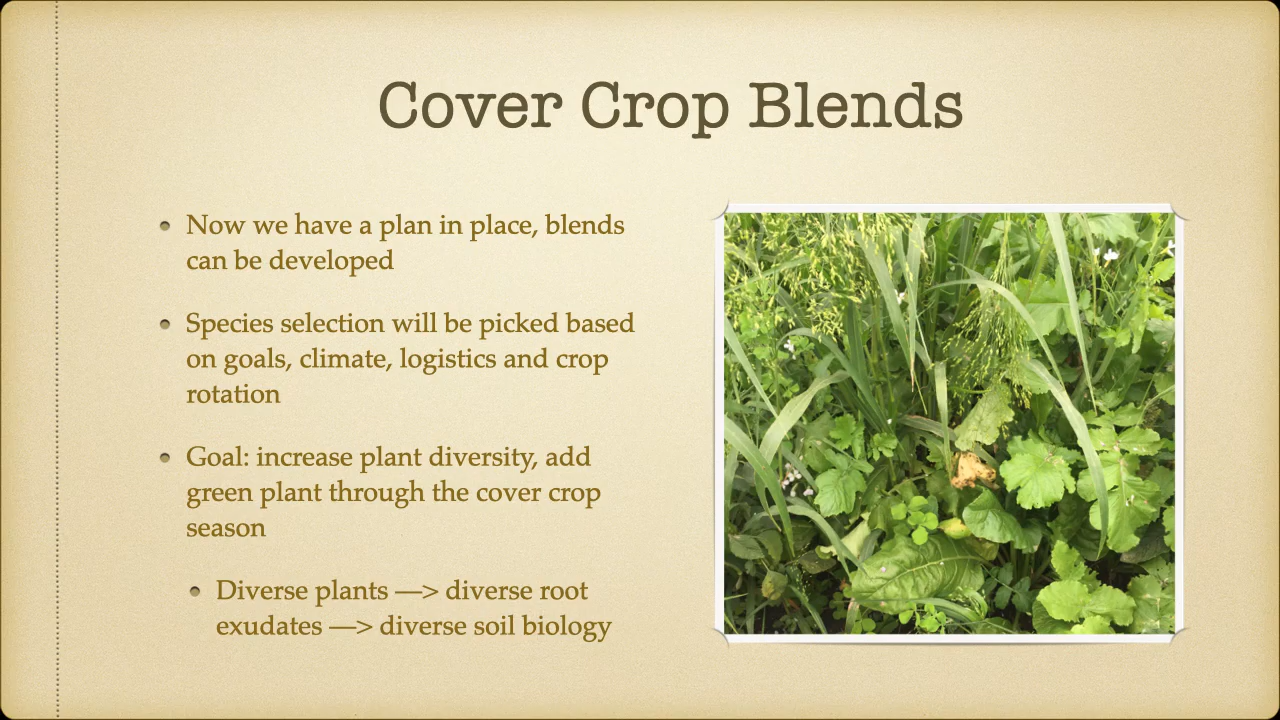 Cover Crop Blends
• Now we have a plan in place, blends
can be developed
• Species selection will be picked based
on goals, climate, logistics and crop
rotation
• Goal: increase plant diversity, add
green plant through the cover crop
season
• Diverse plants —> diverse root
exudates —> diverse soil biology